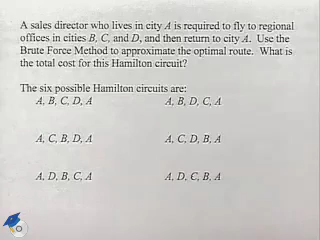 A sales director who lives in city A is required to fly to regional
offices in cities B, C, and D, and then return to city A. Use the
Brute Force Method to approximate the optimal route. What is
the total cost for this Hamilton circuit?
The six possible Hamilton circuits are:
A, B, C, D, A A, B, D, C, A
A, C, B, D, A A, C, D, B, A
A, D, B, C, A A, D, C, B, A